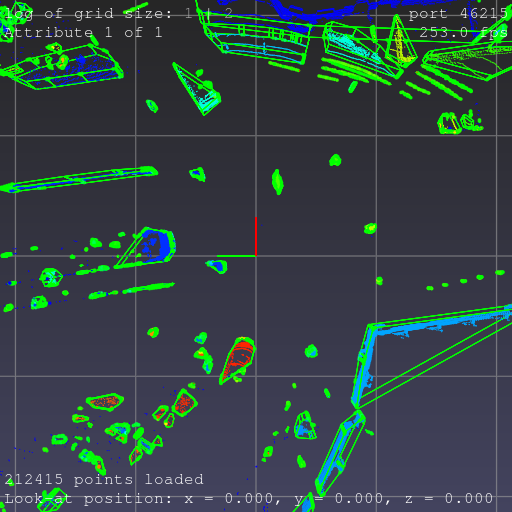 log of grid size: 1 2
port 46215
Attribute 1 of 1
253.0 fps
212415 points loaded
Look-at position: x = 0.000, y = 0.000, z = 0.000